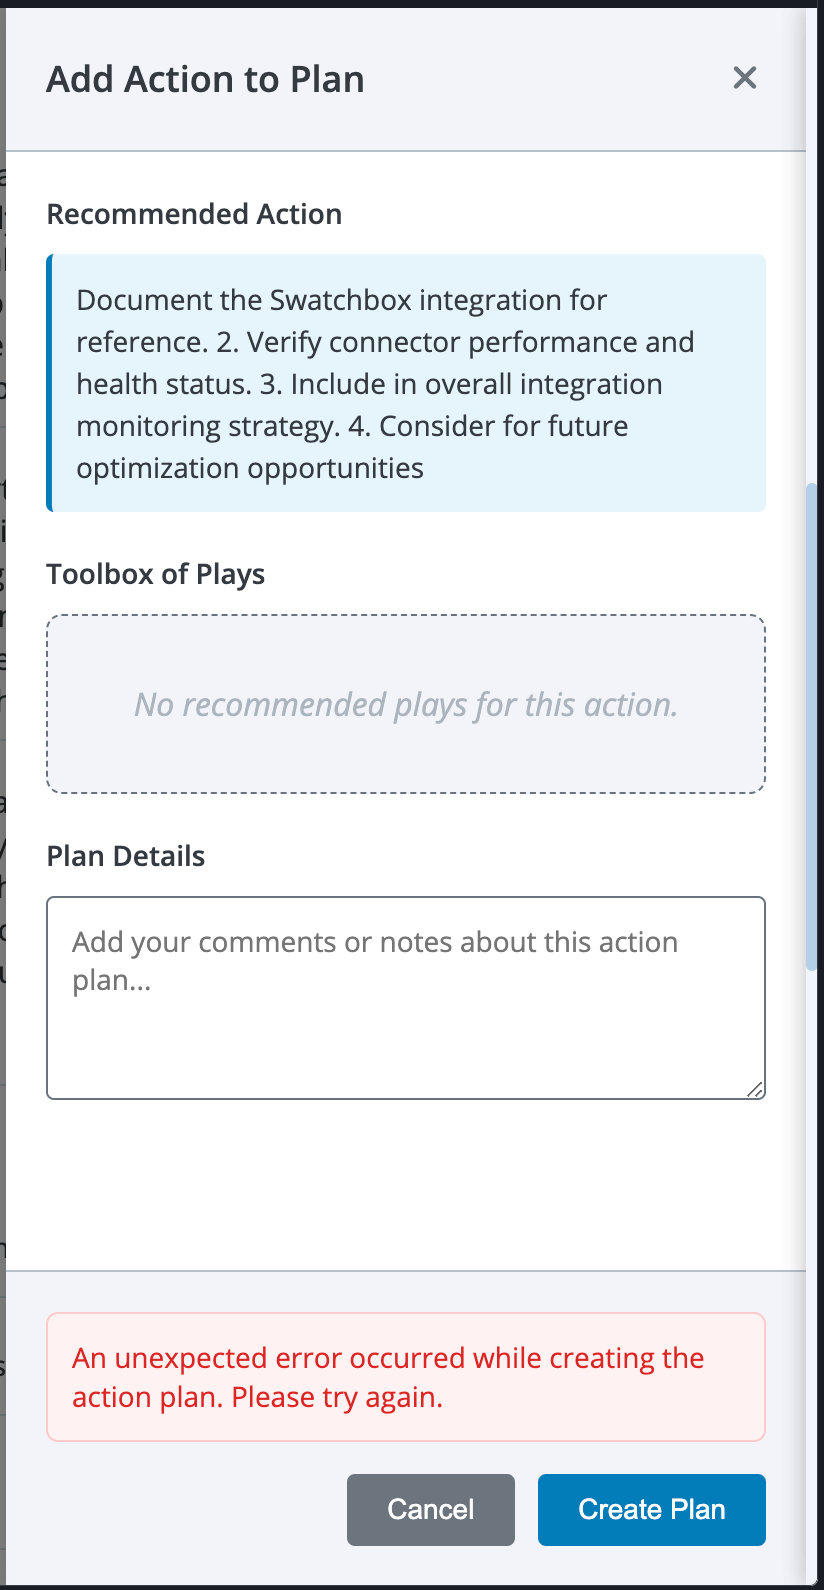 Add Action to Plan
Recommended Action
Document the Swatchbox integration for
reference. 2. Verify connector performance and
health status. 3. Include in overall integration
monitoring strategy. 4. Consider for future
optimization opportunities
Toolbox of Plays
No recommended plays for this action.
Plan Details
Add your comments or notes about this action
plan...
An unexpected error occurred while creating the
action plan. Please try again.
Cancel
Create Plan